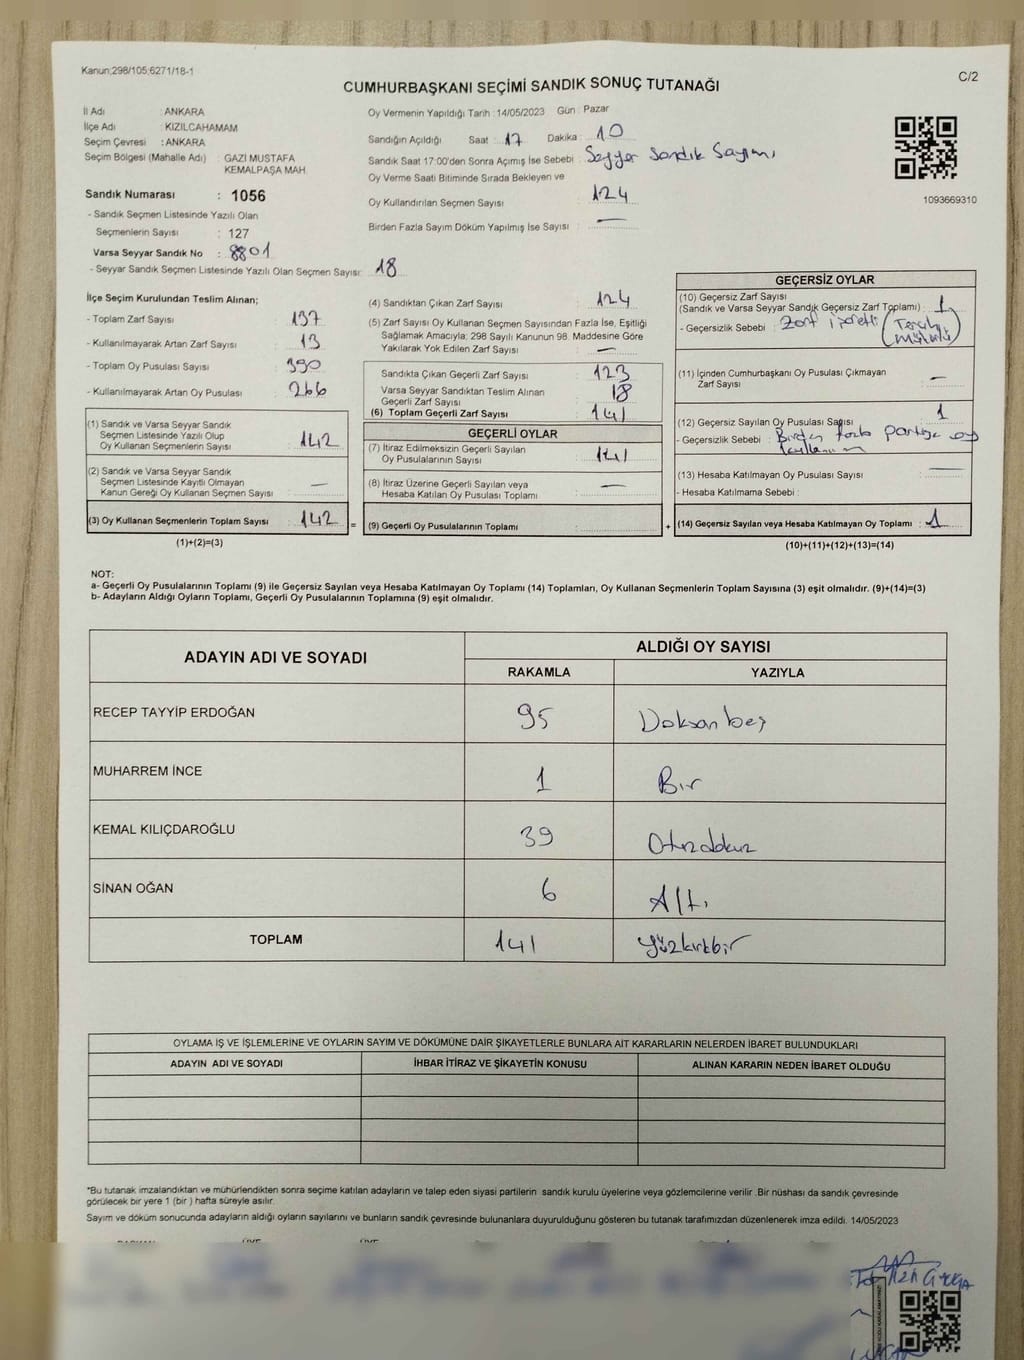 Kanun;298/105;6271/18-1
C/2
CUMHURBAŞKANI SEÇİMİ SANDIK SONUÇ TUTANAĞI
İl Adı : ANKARA
İlçe Adı : KIZILCAHAMAM
Seçim Çevresi : ANKARA
Seçim Bölgesi (Mahalle Adı) : GAZİ MUSTAFA
KEMALPAŞA MAH.
Sandık Numarası : 1056
- Sandık Seçmen Listesinde Yazılı Olan
Seçmenlerin Sayısı : 127
Varsa Seyyar Sandık No : 8801
- Seyyar Sandık Seçmen Listesinde Yazılı Olan Seçmen Sayısı: 18
Oy Vermenin Yapıldığı Tarih :14/05/2023 Gün : Pazar
Sandığın Açıldığı Saat : 17 Dakika : 10
Sandık Saat 17:00'den Sonra Açımış İse Sebebi : Seyyar Sandık Sayımı
Oy Verme Saati Bitiminde Sırada Bekleyen ve
Oy Kullandırılan Seçmen Sayısı : 124
Birden Fazla Sayım Döküm Yapılmış İse Sayısı : —
1093669310
İlçe Seçim Kurulundan Teslim Alınan;
- Toplam Zarf Sayısı : 137
- Kullanılmayarak Artan Zarf Sayısı : 13
- Toplam Oy Pusulası Sayısı : 390
- Kullanılmayarak Artan Oy Pusulası : 266
(1) Sandık ve Varsa Seyyar Sandık
Seçmen Listesinde Yazılı Olup
Oy Kullanan Seçmenlerin Sayısı : 142
(2) Sandık ve Varsa Seyyar Sandık
Seçmen Listesinde Kayıtlı Olmayan
Kanun Gereği Oy Kullanan Seçmen Sayısı : —
(3) Oy Kullanan Seçmenlerin Toplam Sayısı : 142 =
(1)+(2)=(3)
(4) Sandıktan Çıkan Zarf Sayısı : 124
(5) Zarf Sayısı Oy Kullanan Seçmen Sayısından Fazla İse, Eşitliği
Sağlamak Amacıyla; 298 Sayılı Kanunun 98. Maddesine Göre
Yakılarak Yok Edilen Zarf Sayısı : —
Sandıkta Çıkan Geçerli Zarf Sayısı : 123
Varsa Seyyar Sandıktan Teslim Alınan
Geçerli Zarf Sayısı : 18
(6) Toplam Geçerli Zarf Sayısı : 141
GEÇERLİ OYLAR
(7) İtiraz Edilmeksizin Geçerli Sayılan
Oy Pusulalarının Sayısı : 141
(8) İtiraz Üzerine Geçerli Sayılan veya
Hesaba Katılan Oy Pusulası Toplamı : —
(9) Geçerli Oy Pusulalarının Toplamı : +
GEÇERSİZ OYLAR
(10) Geçersiz Zarf Sayısı
(Sandık ve Varsa Seyyar Sandık Geçersiz Zarf Toplamı) : 1
- Geçersizlik Sebebi : Zarf işaretli (Tercih mühürlü)
(11) İçinden Cumhurbaşkanı Oy Pusulası Çıkmayan
Zarf Sayısı : —
(12) Geçersiz Sayılan Oy Pusulası Sayısı : 1
- Geçersizlik Sebebi : Birden fazla partiye oy
(13) Hesaba Katılmayan Oy Pusulası Sayısı : —
- Hesaba Katılmama Sebebi :
(14) Geçersiz Sayılan veya Hesaba Katılmayan Oy Toplamı : 1
(10)+(11)+(12)+(13)=(14)
NOT:
a- Geçerli Oy Pusulalarının Toplamı (9) ile Geçersiz Sayılan veya Hesaba Katılmayan Oy Toplamı (14) Toplamları, Oy Kullanan Seçmenlerin Toplam Sayısına (3) eşit olmalıdır. (9)+(14)=(3)
b- Adayların Aldığı Oyların Toplamı, Geçerli Oy Pusulalarının Toplamına (9) eşit olmalıdır.
ADAYIN ADI VE SOYADI
ALDIĞI OY SAYISI
RAKAMLA YAZIYLA
RECEP TAYYİP ERDOĞAN 95 Doksanbeş
MUHARREM İNCE 1 Bir
KEMAL KILIÇDAROĞLU 39 Otuzdokuz
SİNAN OĞAN 6 Altı
TOPLAM 141 Yüzkırkbir
OYLAMA İŞ VE İŞLEMLERİNE VE OYLARIN SAYIM VE DÖKÜMÜNE DAİR ŞİKAYETLERLE BUNLARA AİT KARARLARIN NELERDEN İBARET BULUNDUKLARI
ADAYIN ADI VE SOYADI İHBAR İTİRAZ VE ŞİKAYETİN KONUSU ALINAN KARARIN NEDEN İBARET OLDUĞU
*Bu tutanak imzalandıktan ve mühürlendikten sonra seçime katılan adayların ve talep eden siyasi partilerin sandık kurulu üyelerine veya gözlemcilerine verilir .Bir nüshası da sandık çevresinde
görülecek bir yere 1 (bir ) hafta süreyle asılır.
Sayım ve döküm sonucunda adayların aldığı oyların sayılarını ve bunların sandık çevresinde bulunanlara duyurulduğunu gösteren bu tutanak tarafımızdan düzenlenerek imza edildi. 14/05/2023